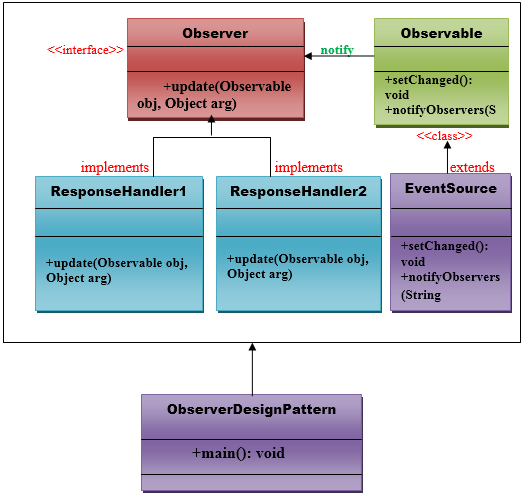 Observer
<<interface>>
+update(Observable
obj, Object arg)
notify
Observable
+setChanged():
void
+notifyObservers(S
<<class>>
implements
implements
extends
ResponseHandler1
+update(Observable obj,
Object arg)
ResponseHandler2
+update(Observable obj,
Object arg)
EventSource
+setChanged():
void
+notifyObservers
(String
ObserverDesignPattern
+main(): void